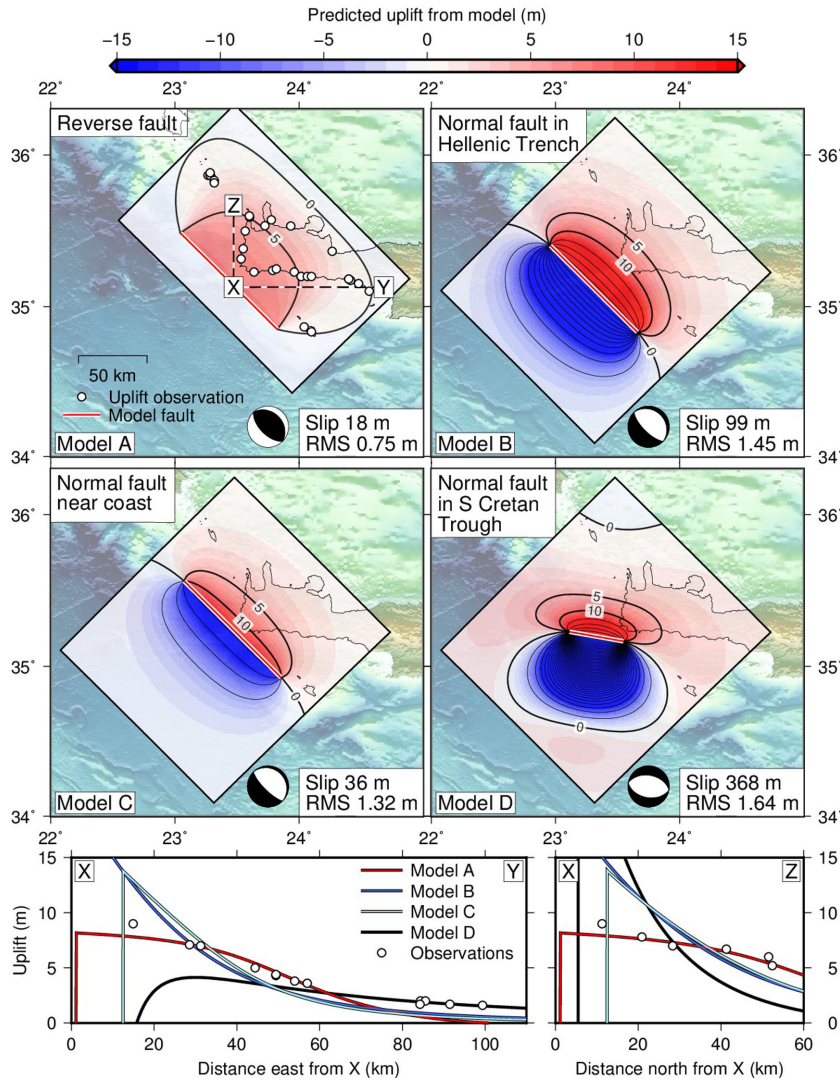 Predicted uplift from model (m)
−15 −10 −5 0 5 10 15
22˚ 23˚ 24˚ 22˚ 23˚ 24˚
Reverse fault
36˚
0
Z
5
X
Y
50 km
Uplift observation
Model fault
Slip 18 m
RMS 0.75 m
Model A
35˚
34˚
Normal fault in
Hellenic Trench
36˚
5
10
0
35˚
Slip 99 m
RMS 1.45 m
Model B
34˚
Normal fault
near coast
36˚
5
10
0
35˚
Slip 36 m
RMS 1.32 m
Model C
34˚
Normal fault
in S Cretan
Trough
0
36˚
5
10
35˚
0
Slip 368 m
RMS 1.64 m
Model D
34˚
22˚ 23˚ 24˚ 22˚ 23˚ 24˚
15
10
5
0
Uplift (m)
X
Y
Model A
Model B
Model C
Model D
Observations
0 20 40 60 80 100
Distance east from X (km)
X
Z
15
10
5
0
0 20 40 60
Distance north from X (km)